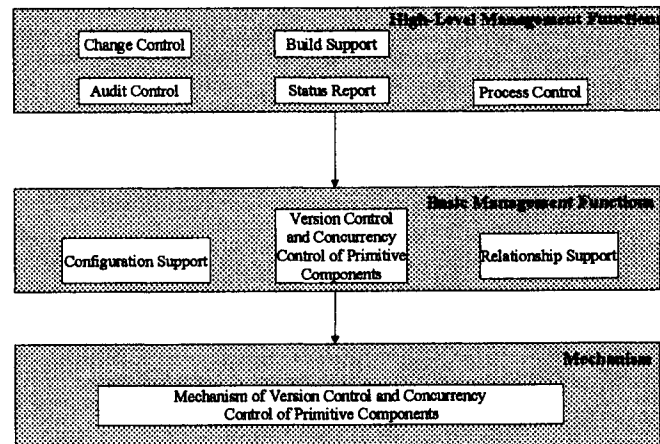 High-Level Management Functions
Change Control
Build Support
Audit Control
Status Report
Process Control
Basic Management Functions
Version Control
and Concurrency
Control of Primitive
Components
Configuration Support
Relationship Support
Mechanism
Mechanism of Version Control and Concurrency
Control of Primitive Components